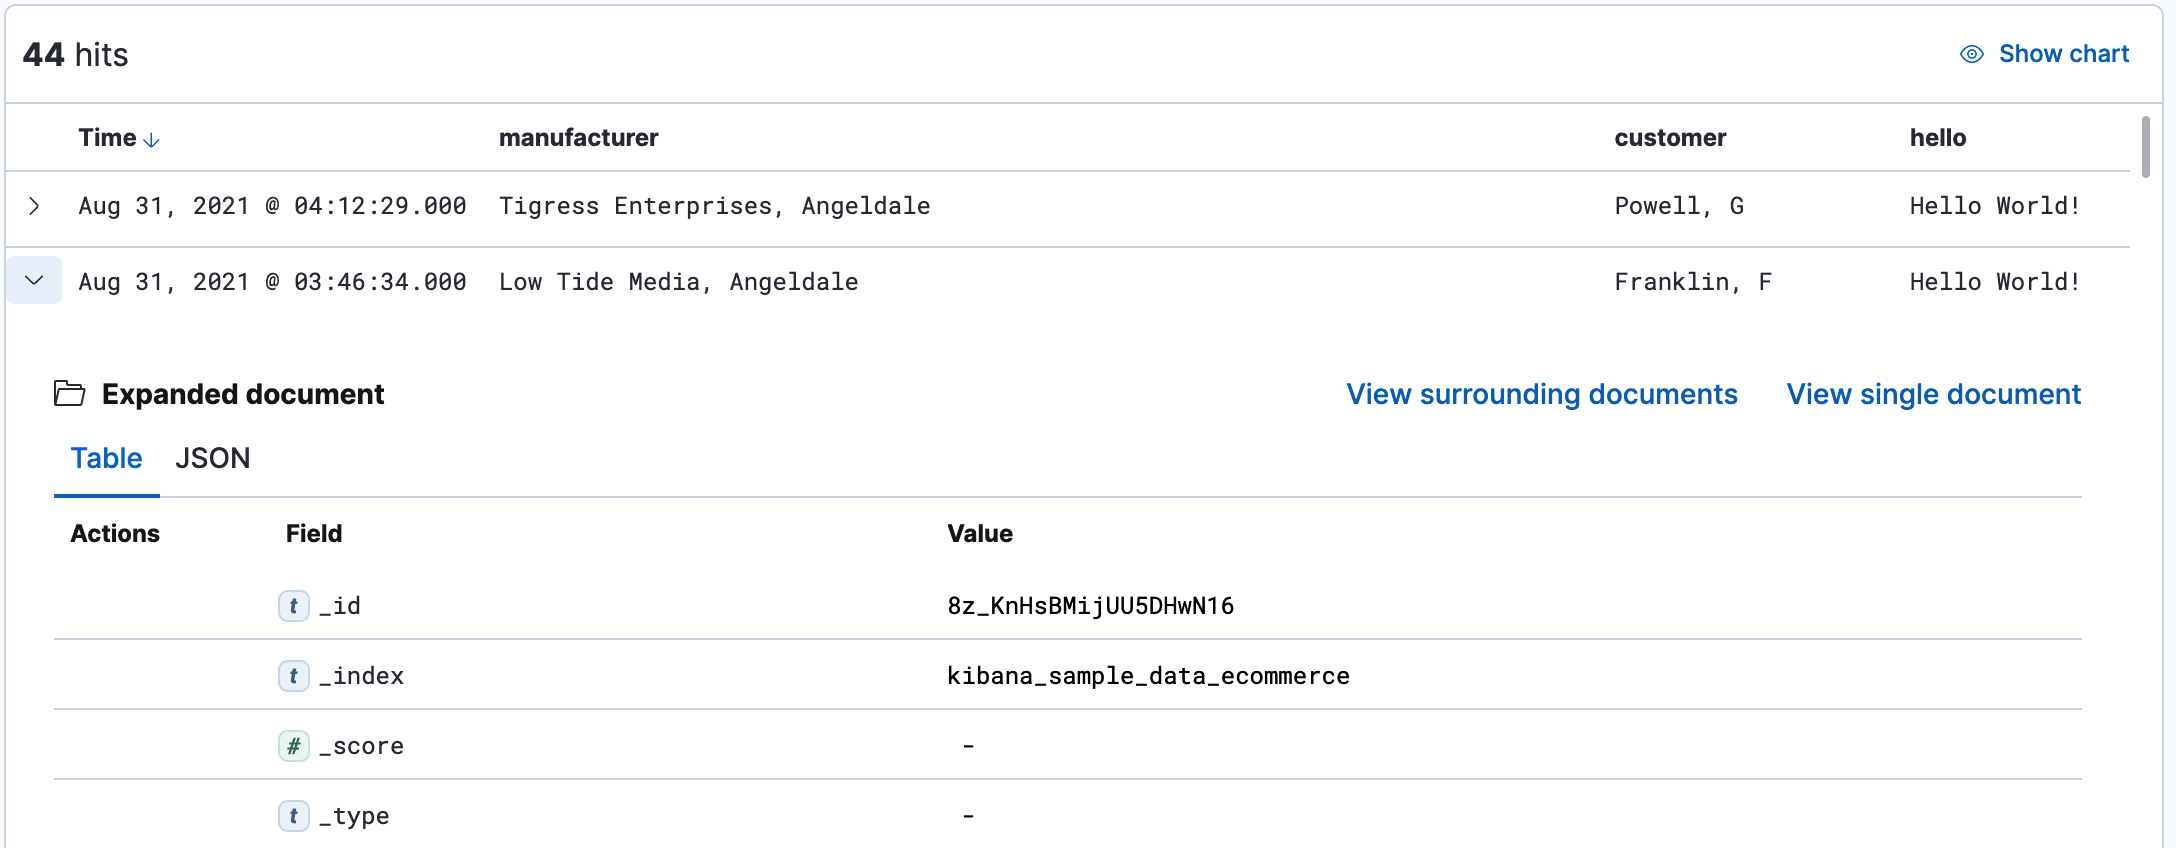 44 hits
Show chart
Time manufacturer customer hello
Aug 31, 2021 @ 04:12:29.000 Tigress Enterprises, Angeldale Powell, G Hello World!
Aug 31, 2021 @ 03:46:34.000 Low Tide Media, Angeldale Franklin, F Hello World!
Expanded document View surrounding documents View single document
Table JSON
Actions Field Value
t _id 8z_KnHsBMijUU5DHwN16
t _index kibana_sample_data_ecommerce
# _score -
t _type -